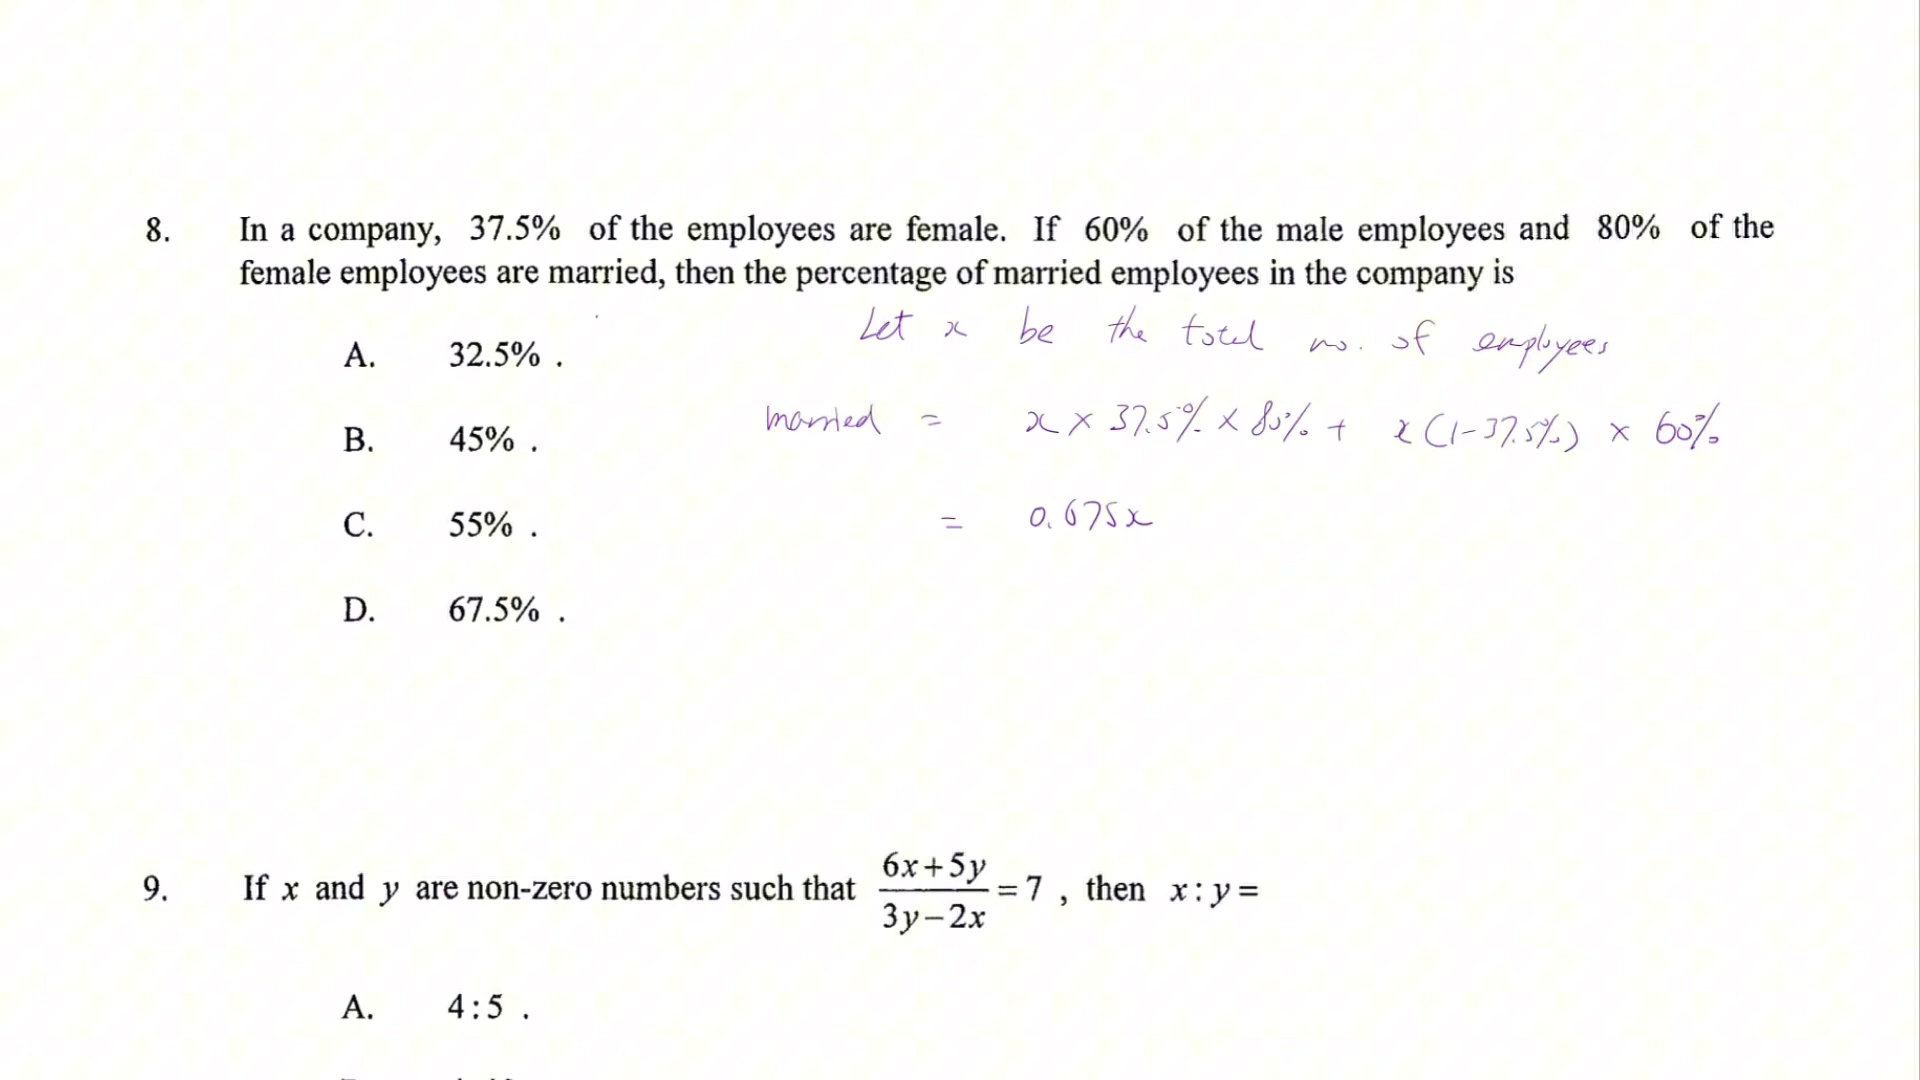 8. In a company, 37.5% of the employees are female. If 60% of the male employees and 80% of the
female employees are married, then the percentage of married employees in the company is
Let x be the total no. of employees
A. 32.5% .
married = x × 37.5% × 80% + x (1-37.5%) × 60%
B. 45% .
= 0.675x
C. 55% .
D. 67.5% .
9. If x and y are non-zero numbers such that (6x+5y)/(3y−2x) = 7 , then x : y =
A. 4 : 5 .